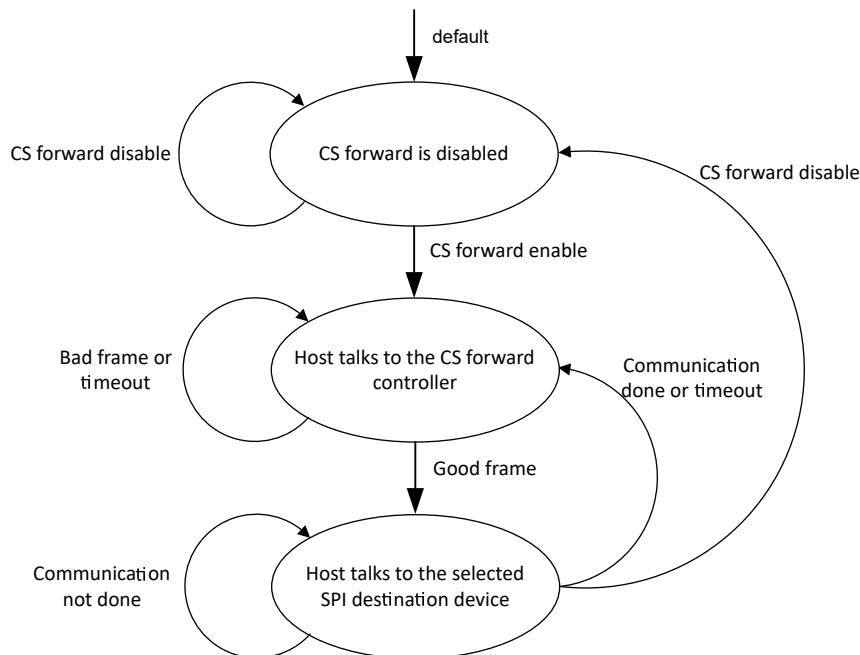 default
CS forward disable
CS forward is disabled
CS forward disable
CS forward enable
Bad frame or
timeout
Host talks to the CS forward
controller
Communication
done or timeout
Good frame
Communication
not done
Host talks to the selected
SPI destination device